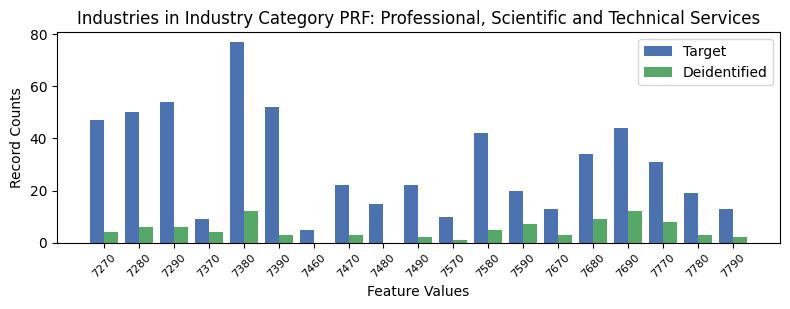 Industries in Industry Category PRF: Professional, Scientific and Technical Services
Target
Deidentified
Record Counts
80
60
40
20
0
7270 7280 7290 7370 7380 7390 7460 7470 7480 7490 7570 7580 7590 7670 7680 7690 7770 7780 7790
Feature Values